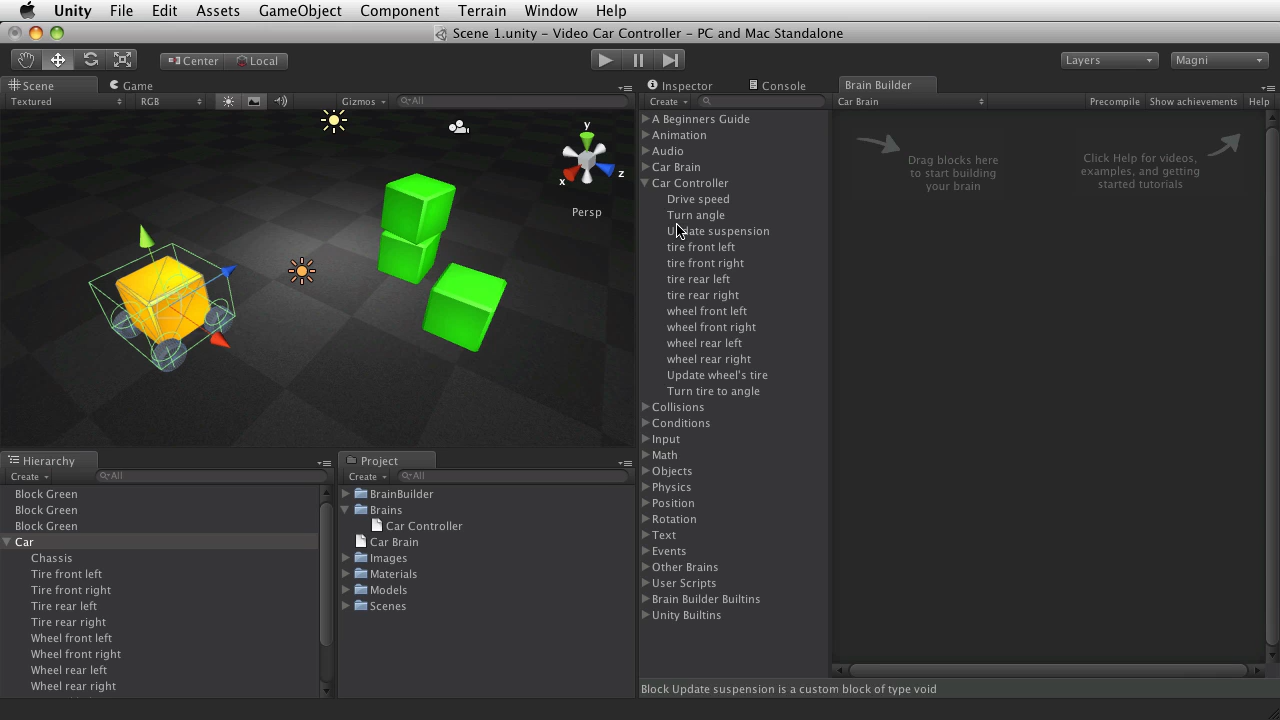 Unity File Edit Assets GameObject Component Terrain Window Help
Scene 1.unity – Video Car Controller – PC and Mac Standalone
Center Local Layers Magni
Scene Game
Textured RGB Gizmos All
y
x
z
Persp
Inspector Console
Create
A Beginners Guide
Animation
Audio
Car Brain
Car Controller
Drive speed
Turn angle
Update suspension
tire front left
tire front right
tire rear left
tire rear right
wheel front left
wheel front right
wheel rear left
wheel rear right
Update wheel's tire
Turn tire to angle
Collisions
Conditions
Input
Math
Objects
Physics
Position
Rotation
Text
Events
Other Brains
User Scripts
Brain Builder Builtins
Unity Builtins
Brain Builder
Car Brain Precompile Show achievements Help
Drag blocks here
to start building
your brain
Click Help for videos,
examples, and getting
started tutorials
Hierarchy
Create All
Block Green
Block Green
Block Green
Car
Chassis
Tire front left
Tire front right
Tire rear left
Tire rear right
Wheel front left
Wheel front right
Wheel rear left
Wheel rear right
Project
Create All
BrainBuilder
Brains
Car Controller
Car Brain
Images
Materials
Models
Scenes
Block Update suspension is a custom block of type void